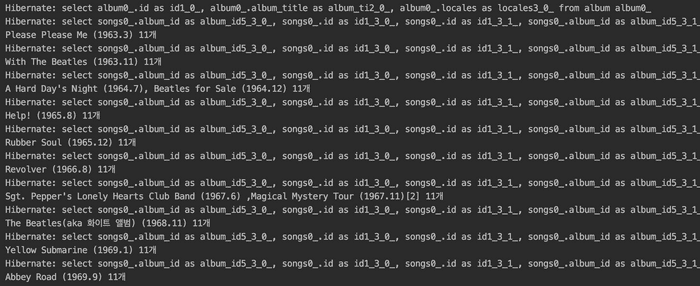 Hibernate: select album0_.id as id1_0_, album0_.album_title as album_ti2_0_, album0_.locales as locales3_0_ from album album0_
Hibernate: select songs0_.album_id as album_id5_3_0_, songs0_.id as id1_3_0_, songs0_.id as id1_3_1_, songs0_.album_id as album_id5_3_1_
Please Please Me (1963.3) 11개
Hibernate: select songs0_.album_id as album_id5_3_0_, songs0_.id as id1_3_0_, songs0_.id as id1_3_1_, songs0_.album_id as album_id5_3_1_
With The Beatles (1963.11) 11개
Hibernate: select songs0_.album_id as album_id5_3_0_, songs0_.id as id1_3_0_, songs0_.id as id1_3_1_, songs0_.album_id as album_id5_3_1_
A Hard Day's Night (1964.7), Beatles for Sale (1964.12) 11개
Hibernate: select songs0_.album_id as album_id5_3_0_, songs0_.id as id1_3_0_, songs0_.id as id1_3_1_, songs0_.album_id as album_id5_3_1_
Help! (1965.8) 11개
Hibernate: select songs0_.album_id as album_id5_3_0_, songs0_.id as id1_3_0_, songs0_.id as id1_3_1_, songs0_.album_id as album_id5_3_1_
Rubber Soul (1965.12) 11개
Hibernate: select songs0_.album_id as album_id5_3_0_, songs0_.id as id1_3_0_, songs0_.id as id1_3_1_, songs0_.album_id as album_id5_3_1_
Revolver (1966.8) 11개
Hibernate: select songs0_.album_id as album_id5_3_0_, songs0_.id as id1_3_0_, songs0_.id as id1_3_1_, songs0_.album_id as album_id5_3_1_
Sgt. Pepper's Lonely Hearts Club Band (1967.6) ,Magical Mystery Tour (1967.11)[2] 11개
Hibernate: select songs0_.album_id as album_id5_3_0_, songs0_.id as id1_3_0_, songs0_.id as id1_3_1_, songs0_.album_id as album_id5_3_1_
The Beatles(aka 화이트 앨범) (1968.11) 11개
Hibernate: select songs0_.album_id as album_id5_3_0_, songs0_.id as id1_3_0_, songs0_.id as id1_3_1_, songs0_.album_id as album_id5_3_1_
Yellow Submarine (1969.1) 11개
Hibernate: select songs0_.album_id as album_id5_3_0_, songs0_.id as id1_3_0_, songs0_.id as id1_3_1_, songs0_.album_id as album_id5_3_1_
Abbey Road (1969.9) 11개